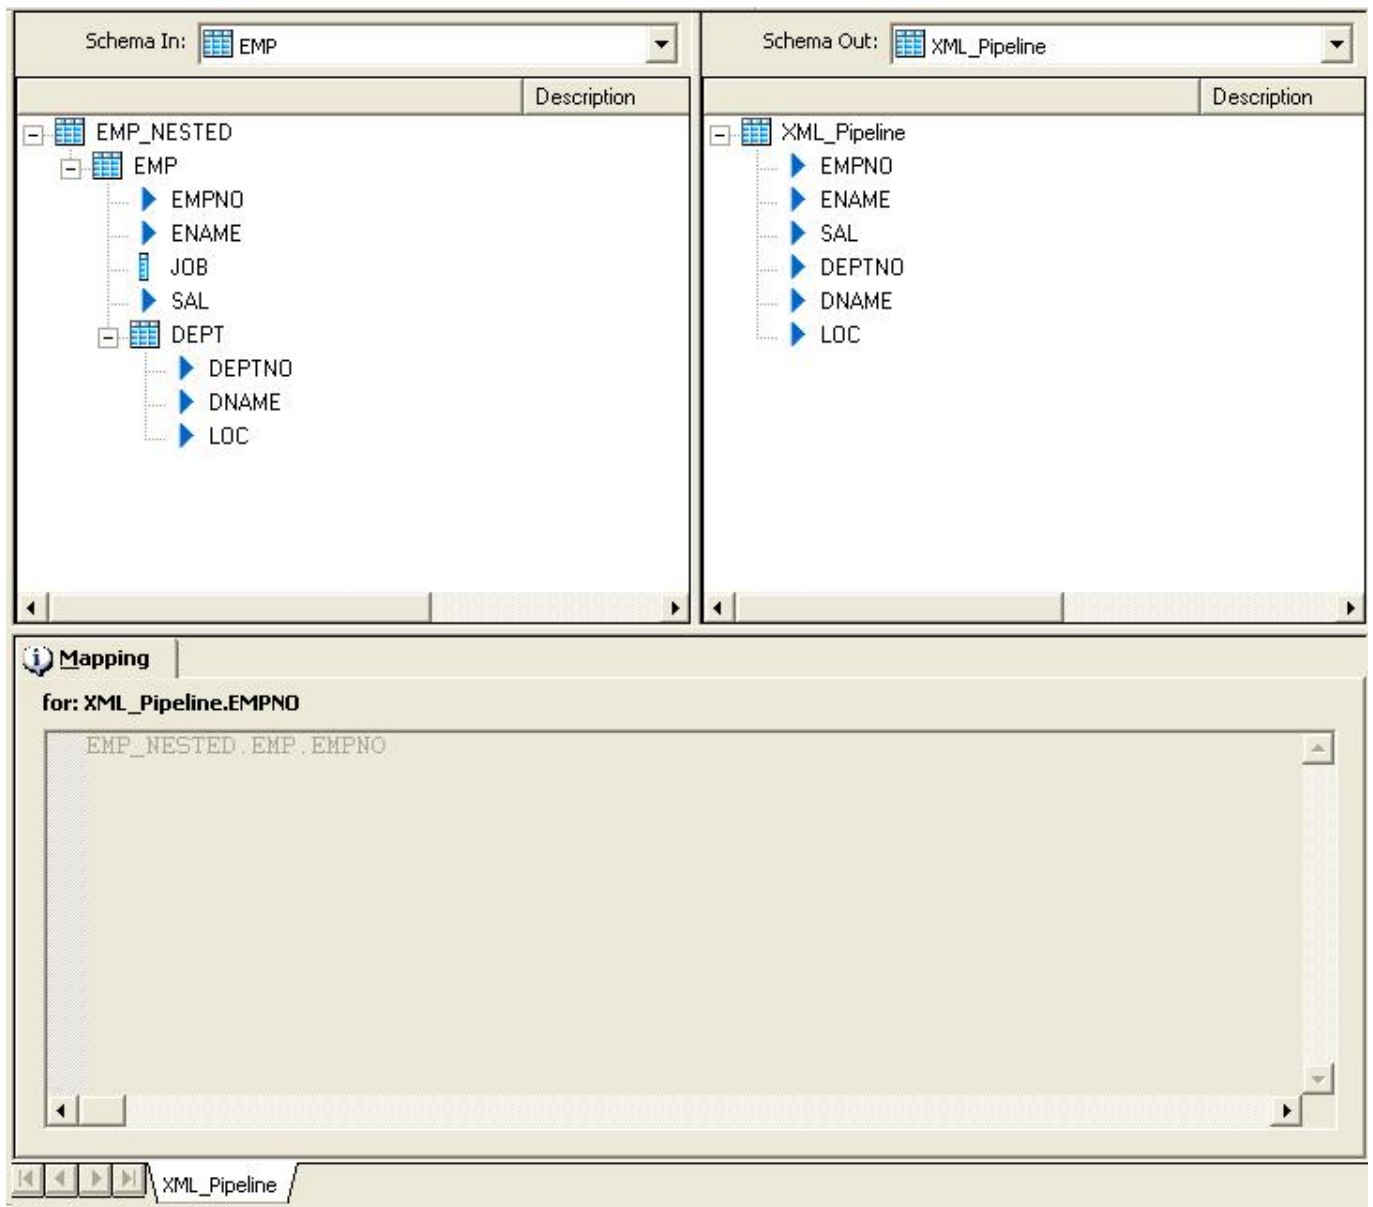 Schema In: EMP
Schema Out: XML_Pipeline
Description
Description
EMP_NESTED
EMP
EMPNO
ENAME
JOB
SAL
DEPT
DEPTNO
DNAME
LOC
XML_Pipeline
EMPNO
ENAME
SAL
DEPTNO
DNAME
LOC
Mapping
for: XML_Pipeline.EMPNO
EMP_NESTED.EMP.EMPNO
XML_Pipeline